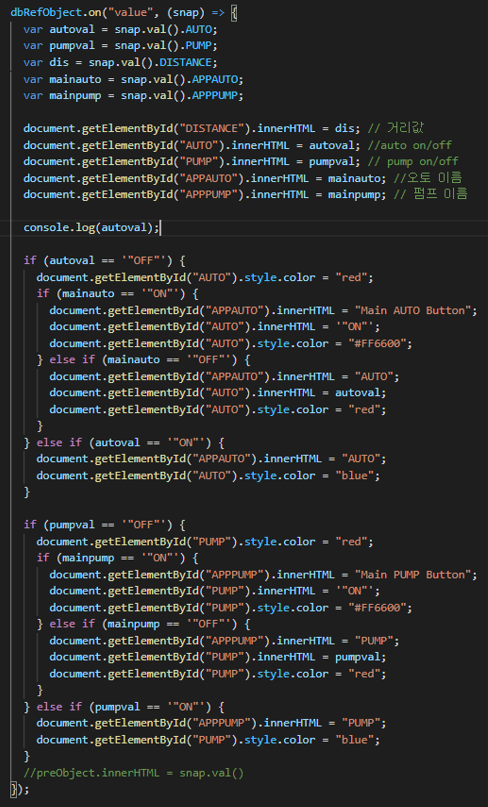 dbRefObject.on("value", (snap) => {
var autoval = snap.val().AUTO;
var pumpval = snap.val().PUMP;
var dis = snap.val().DISTANCE;
var mainauto = snap.val().APPAUTO;
var mainpump = snap.val().APPPUMP;
document.getElementById("DISTANCE").innerHTML = dis; // 거리값
document.getElementById("AUTO").innerHTML = autoval; //auto on/off
document.getElementById("PUMP").innerHTML = pumpval; // pump on/off
document.getElementById("APPAUTO").innerHTML = mainauto; //오토 이름
document.getElementById("APPPUMP").innerHTML = mainpump; // 펌프 이름
console.log(autoval);
if (autoval == '"OFF"') {
document.getElementById("AUTO").style.color = "red";
if (mainauto == '"ON"') {
document.getElementById("APPAUTO").innerHTML = "Main AUTO Button";
document.getElementById("AUTO").innerHTML = '"ON"';
document.getElementById("AUTO").style.color = "#FF6600";
} else if (mainauto == '"OFF"') {
document.getElementById("APPAUTO").innerHTML = "AUTO";
document.getElementById("AUTO").innerHTML = autoval;
document.getElementById("AUTO").style.color = "red";
}
} else if (autoval == '"ON"') {
document.getElementById("APPAUTO").innerHTML = "AUTO";
document.getElementById("AUTO").style.color = "blue";
}
if (pumpval == '"OFF"') {
document.getElementById("PUMP").style.color = "red";
if (mainpump == '"ON"') {
document.getElementById("APPPUMP").innerHTML = "Main PUMP Button";
document.getElementById("PUMP").innerHTML = '"ON"';
document.getElementById("PUMP").style.color = "#FF6600";
} else if (mainpump == '"OFF"') {
document.getElementById("APPPUMP").innerHTML = "PUMP";
document.getElementById("PUMP").innerHTML = pumpval;
document.getElementById("PUMP").style.color = "red";
}
} else if (pumpval == '"ON"') {
document.getElementById("APPPUMP").innerHTML = "PUMP";
document.getElementById("PUMP").style.color = "blue";
}
//preObject.innerHTML = snap.val()
});